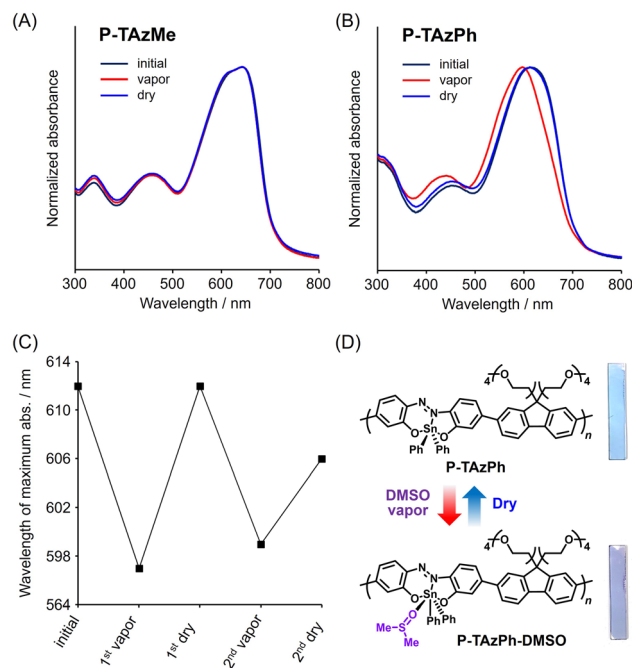 (A)
P-TAzMe
initial
vapor
dry
Normalized absorbance
300 400 500 600 700 800
Wavelength / nm
(B)
P-TAzPh
initial
vapor
dry
Normalized absorbance
300 400 500 600 700 800
Wavelength / nm
(C)
Wavelength of maximum abs. / nm
614
610
606
602
598
564
initial
1st vapor
1st dry
2nd vapor
2nd dry
(D)
4 O O 4
N N
O Sn O
Ph Ph
n
P-TAzPh
DMSO
vapor
Dry
4 O O 4
N N
O Sn O
O Ph Ph
Me S
Me
n
P-TAzPh-DMSO